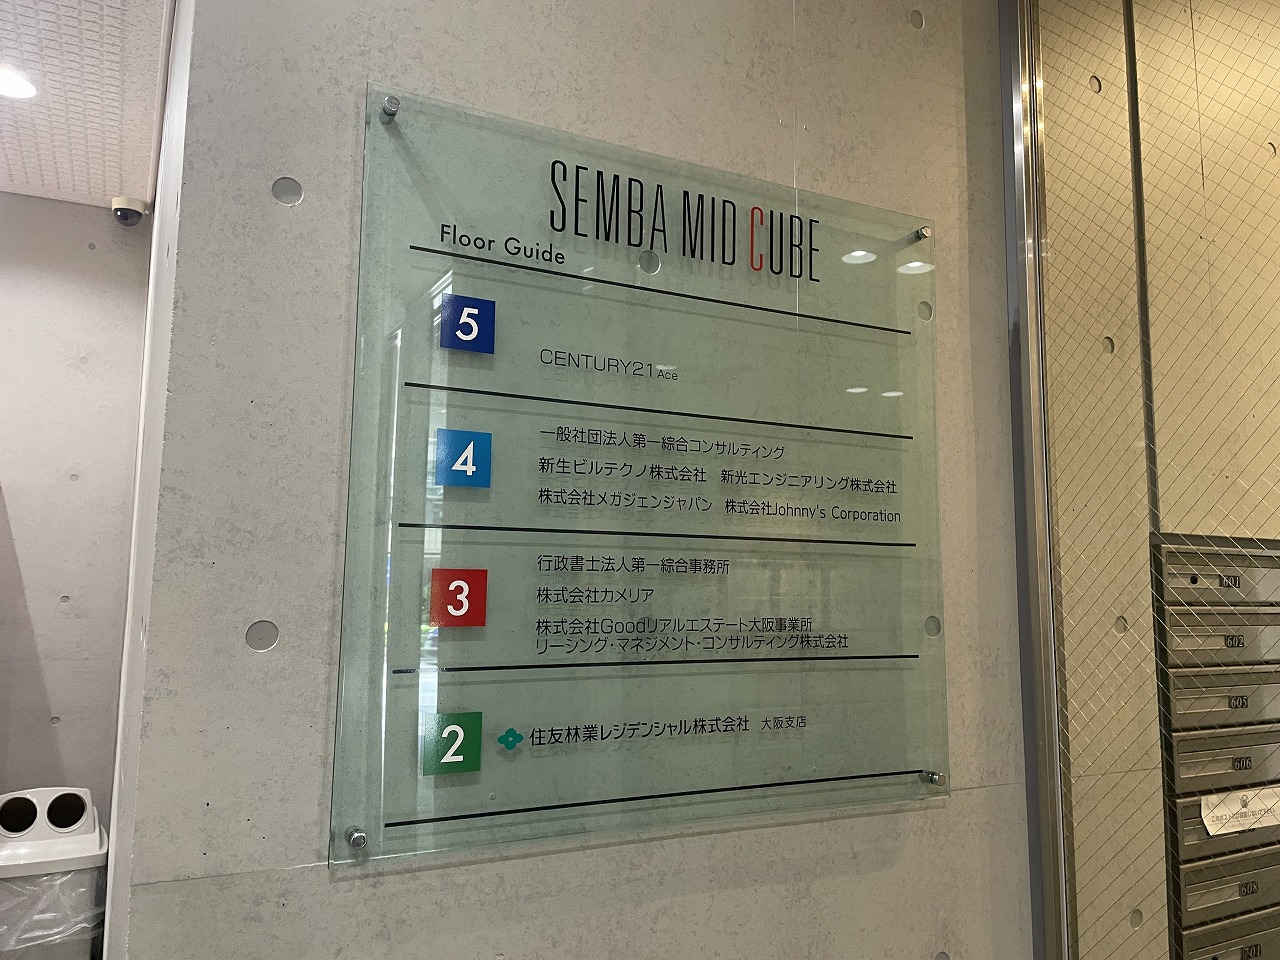 SEMBA MID CUBE
Floor Guide
5
CENTURY21 Ace
4
一般社団法人第一綜合コンサルティング
新生ビルテクノ株式会社　新光エンジニアリング株式会社
株式会社メガジェンジャパン　株式会社Johnny's Corporation
3
行政書士法人第一綜合事務所
株式会社カメリア
株式会社Goodリアルエステート大阪事業所
リーシング・マネジメント・コンサルティング株式会社
2
住友林業レジデンシャル株式会社　大阪支店
601
602
605
606
608
701